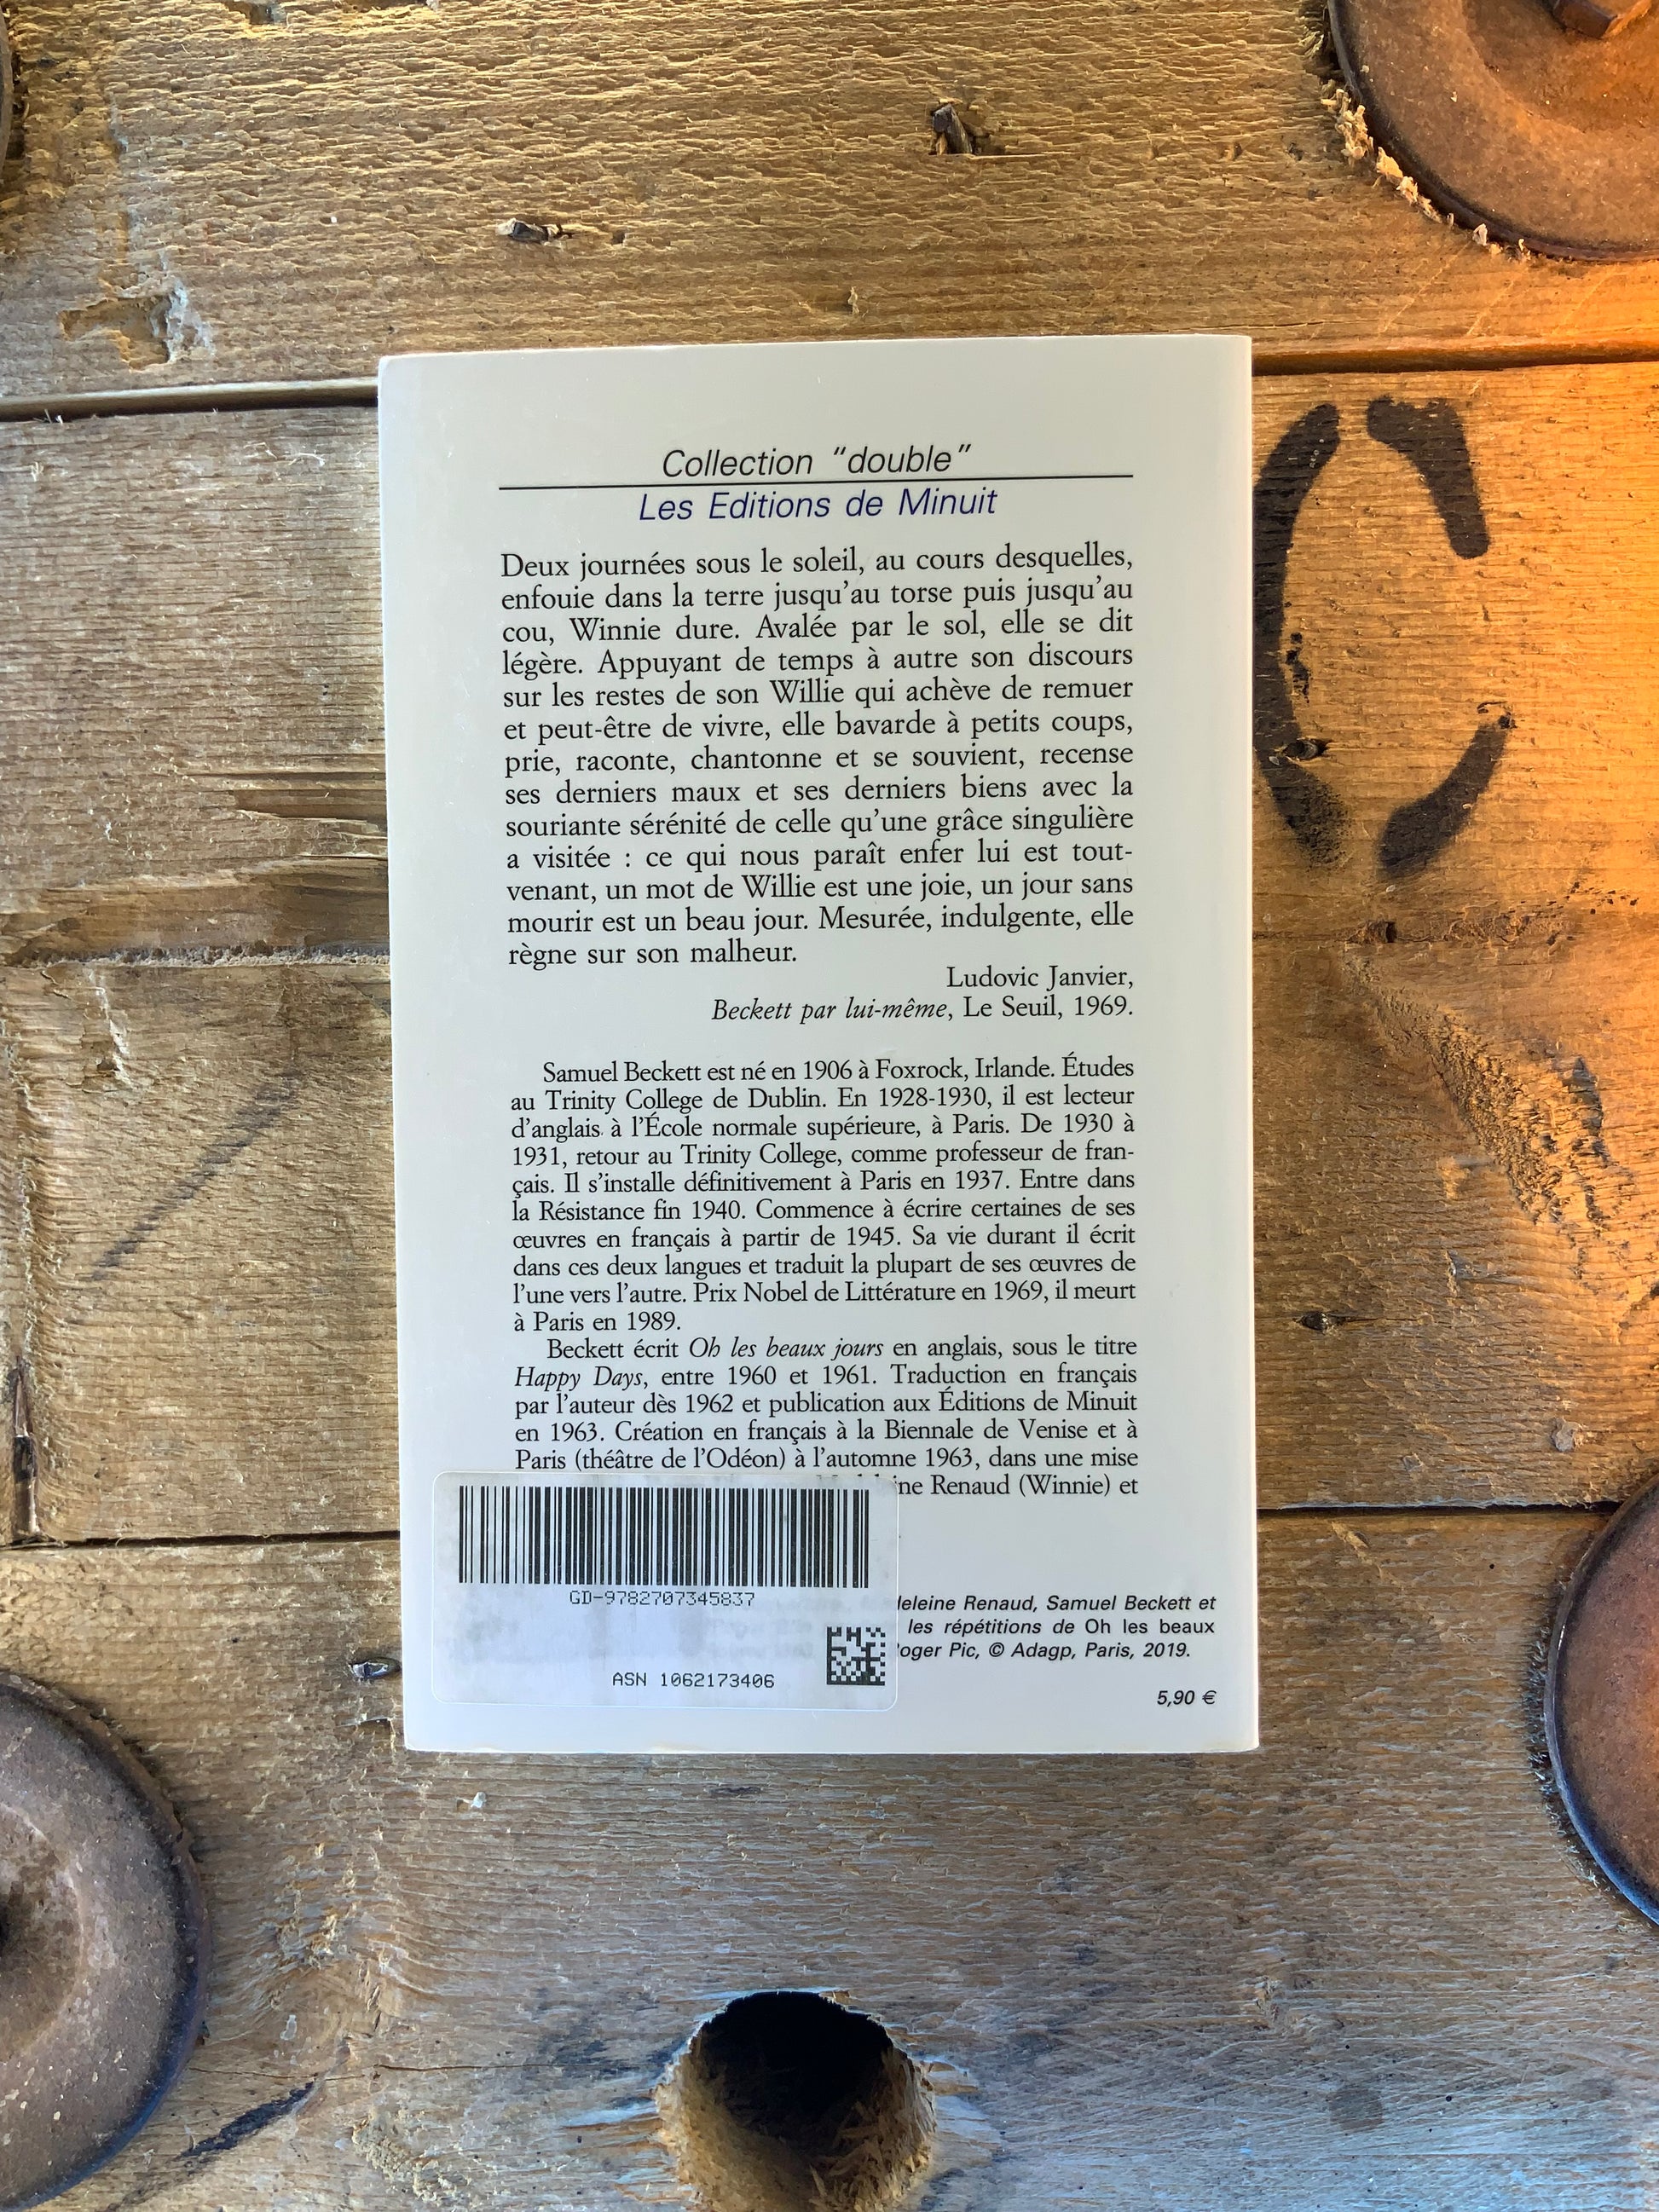 Collection "double"
Les Editions de Minuit
Deux journées sous le soleil, au cours desquelles,
enfouie dans la terre jusqu'au torse puis jusqu'au
cou, Winnie dure. Avalée par le sol, elle se dit
légère. Appuyant de temps à autre son discours
sur les restes de son Willie qui achève de remuer
et peut-être de vivre, elle bavarde à petits coups,
prie, raconte, chantonne et se souvient, recense
ses derniers maux et ses derniers biens avec la
souriante sérénité de celle qu'une grâce singulière
a visitée : ce qui nous paraît enfer lui est tout-
venant, un mot de Willie est une joie, un jour sans
mourir est un beau jour. Mesurée, indulgente, elle
règne sur son malheur.
Ludovic Janvier,
Beckett par lui-même, Le Seuil, 1969.
Samuel Beckett est né en 1906 à Foxrock, Irlande. Études
au Trinity College de Dublin. En 1928-1930, il est lecteur
d'anglais à l'École normale supérieure, à Paris. De 1930 à
1931, retour au Trinity College, comme professeur de fran-
çais. Il s'installe définitivement à Paris en 1937. Entre dans
la Résistance fin 1940. Commence à écrire certaines de ses
œuvres en français à partir de 1945. Sa vie durant il écrit
dans ces deux langues et traduit la plupart de ses œuvres de
l'une vers l'autre. Prix Nobel de Littérature en 1969, il meurt
à Paris en 1989.
Beckett écrit Oh les beaux jours en anglais, sous le titre
Happy Days, entre 1960 et 1961. Traduction en français
par l'auteur dès 1962 et publication aux Éditions de Minuit
en 1963. Création en français à la Biennale de Venise et à
Paris (théâtre de l'Odéon) à l'automne 1963, dans une mise
Renaud (Winnie) et
GD-9782707345837
ASN 1062173406
Renaud, Samuel Beckett et
les répétitions de Oh les beaux
Pic, © Adagp, Paris, 2019.
5,90 €